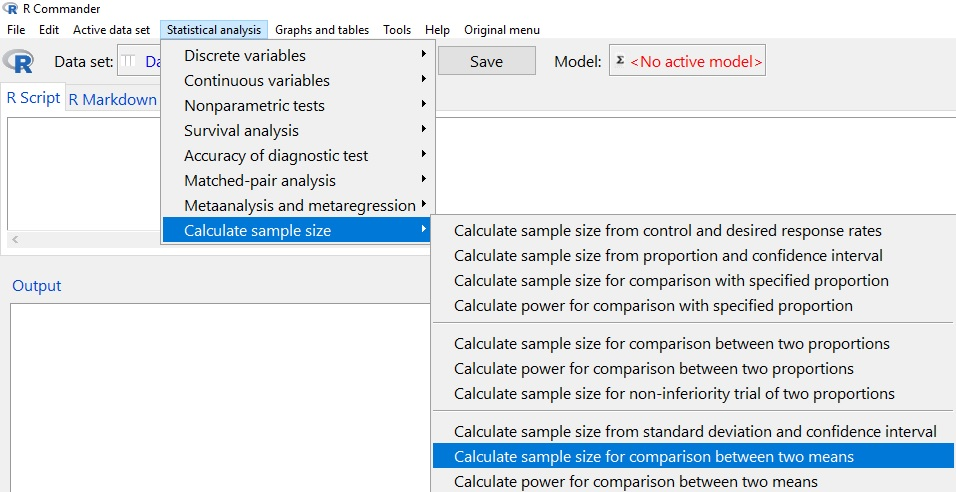 R Commander
File Edit Active data set Statistical analysis Graphs and tables Tools Help Original menu
R Data set: Da Save Model: Σ <No active model>
R Script R Markdown
Discrete variables
Continuous variables
Nonparametric tests
Survival analysis
Accuracy of diagnostic test
Matched-pair analysis
Metaanalysis and metaregression
Calculate sample size
Calculate sample size from control and desired response rates
Calculate sample size from proportion and confidence interval
Calculate sample size for comparison with specified proportion
Calculate power for comparison with specified proportion
Calculate sample size for comparison between two proportions
Calculate power for comparison between two proportions
Calculate sample size for non-inferiority trial of two proportions
Calculate sample size from standard deviation and confidence interval
Calculate sample size for comparison between two means
Calculate power for comparison between two means
Output